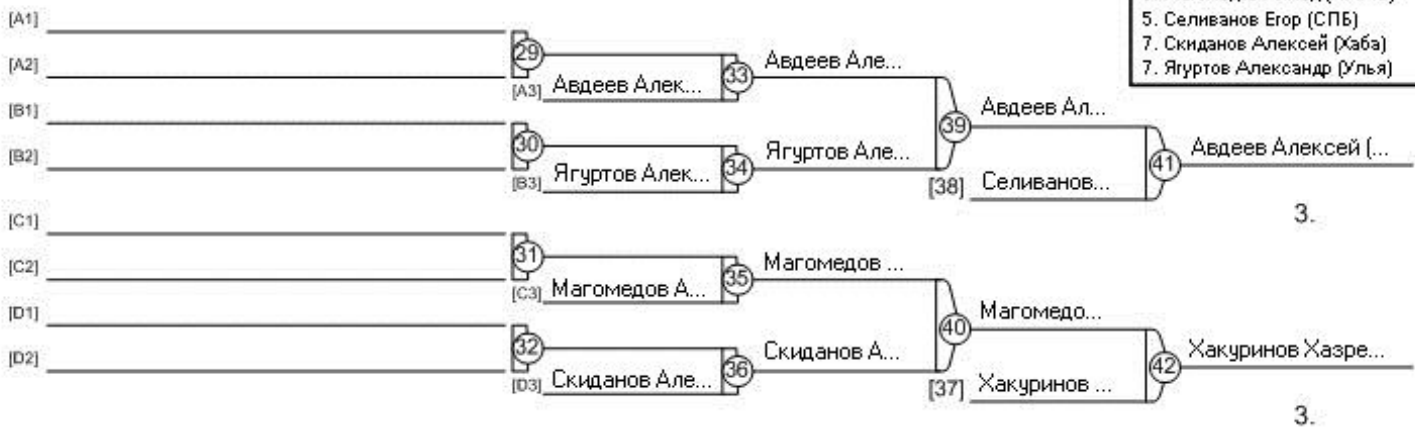 [A1]
5. Селиванов Егор (СПБ)
7. Скиданов Алексей (Хаба)
7. Ягуртов Александр (Улья)
[A2]
29
Авдеев Але...
[A3] Авдеев Алек...
33
[B1]
Авдеев Ал...
39
[B2]
30
Ягуртов Але...
Авдеев Алексей (...
[B3] Ягуртов Алек...
34
[38] Селиванов...
41
3.
[C1]
[C2]
31
Магомедов ...
[C3] Магомедов А...
35
[D1]
Магомедо...
40
[D2]
32
Скиданов А...
Хакуринов Хазре...
[D3] Скиданов Але...
36
[37] Хакуринов ...
42
3.